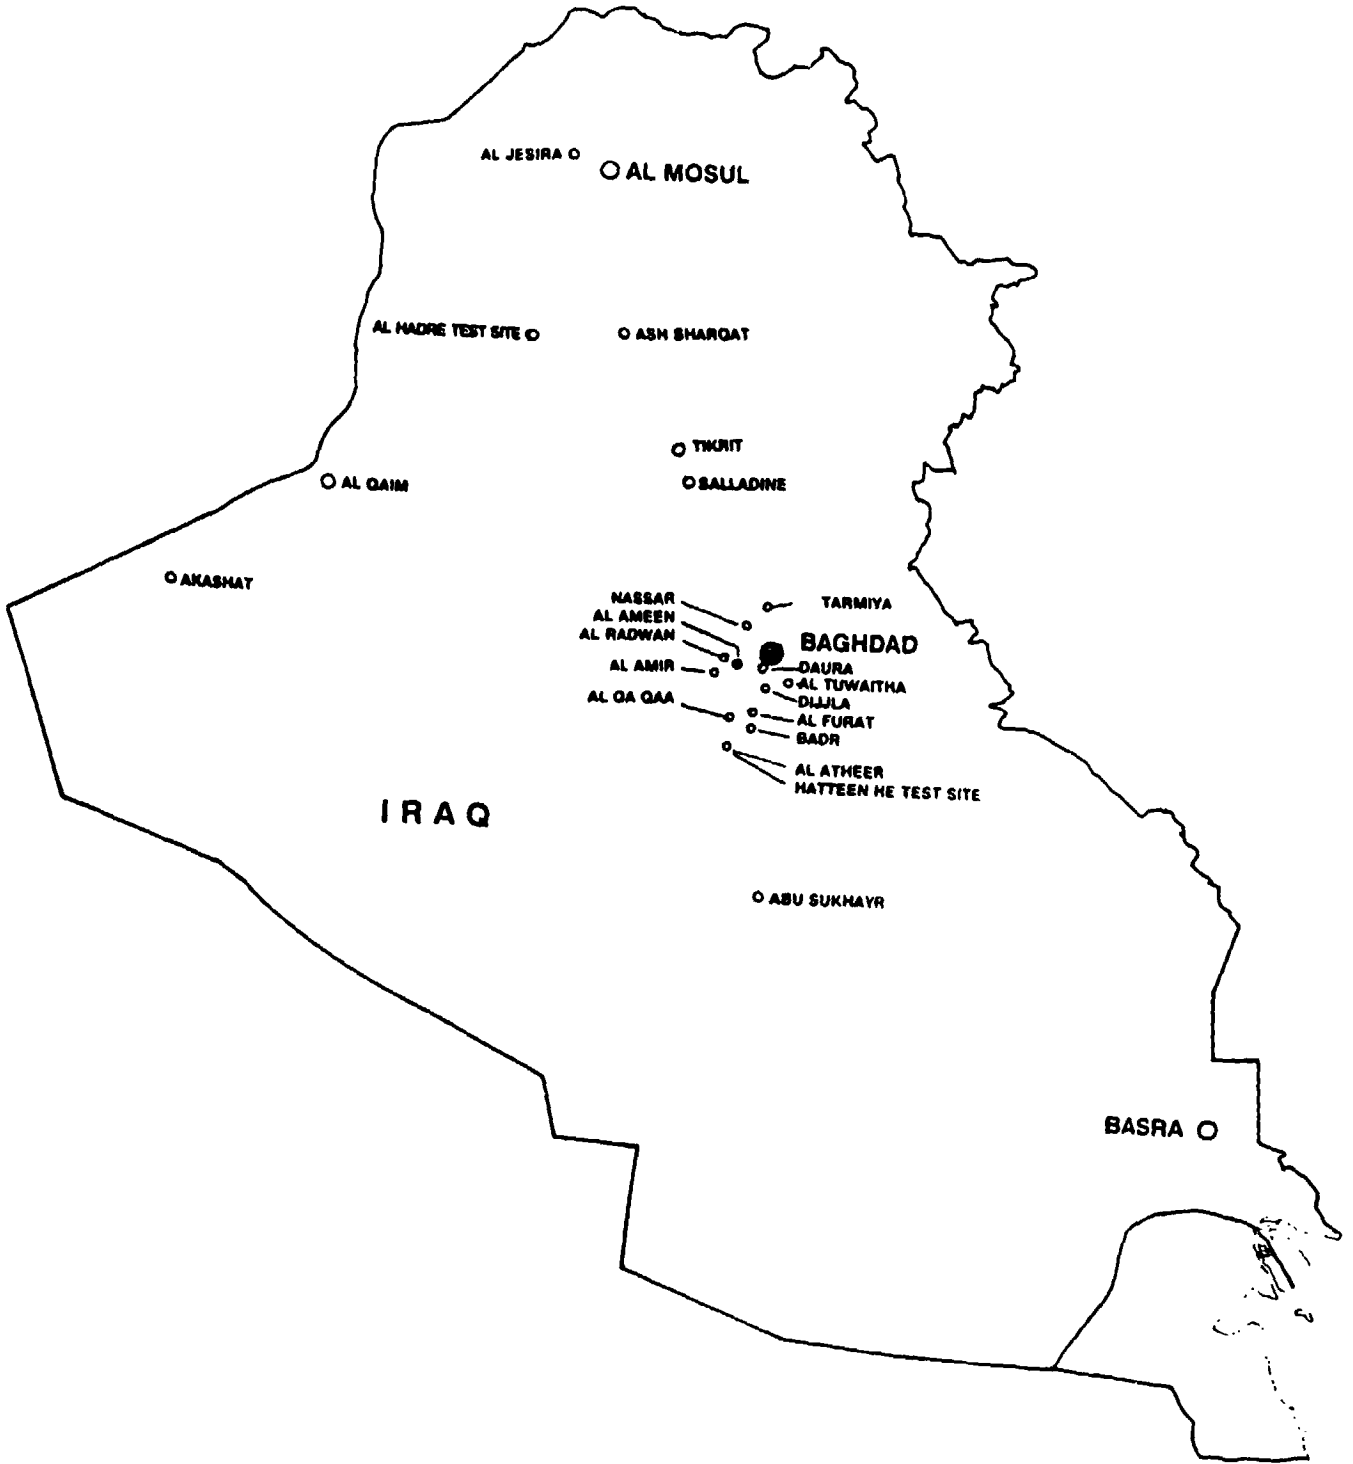 AL JESIRA
AL MOSUL
AL HADRE TEST SITE
ASH SHARQAT
TIKRIT
SALLADINE
AL QAIM
AKASHAT
NASSAR
AL AMEEN
AL RADWAN
AL AMIR
AL QA QAA
TARMIYA
BAGHDAD
DAURA
AL TUWAITHA
DIJLA
AL FURAT
BADR
AL ATHEER
HATTEEN HE TEST SITE
IRAQ
ABU SUKHAYR
BASRA